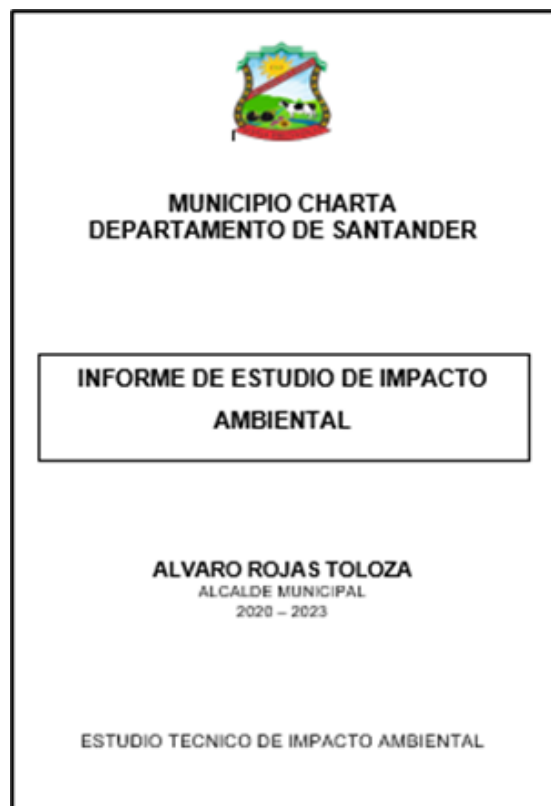 MUNICIPIO CHARTA
DEPARTAMENTO DE SANTANDER
INFORME DE ESTUDIO DE IMPACTO
AMBIENTAL
ALVARO ROJAS TOLOZA
ALCALDE MUNICIPAL
2020 – 2023
ESTUDIO TECNICO DE IMPACTO AMBIENTAL